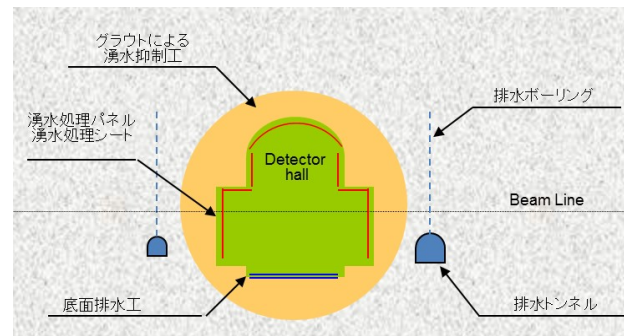 グラウトによる
湧水抑制工
排水ボーリング
湧水処理パネル
湧水処理シート
Detector
hall
Beam Line
底面排水工
排水トンネル